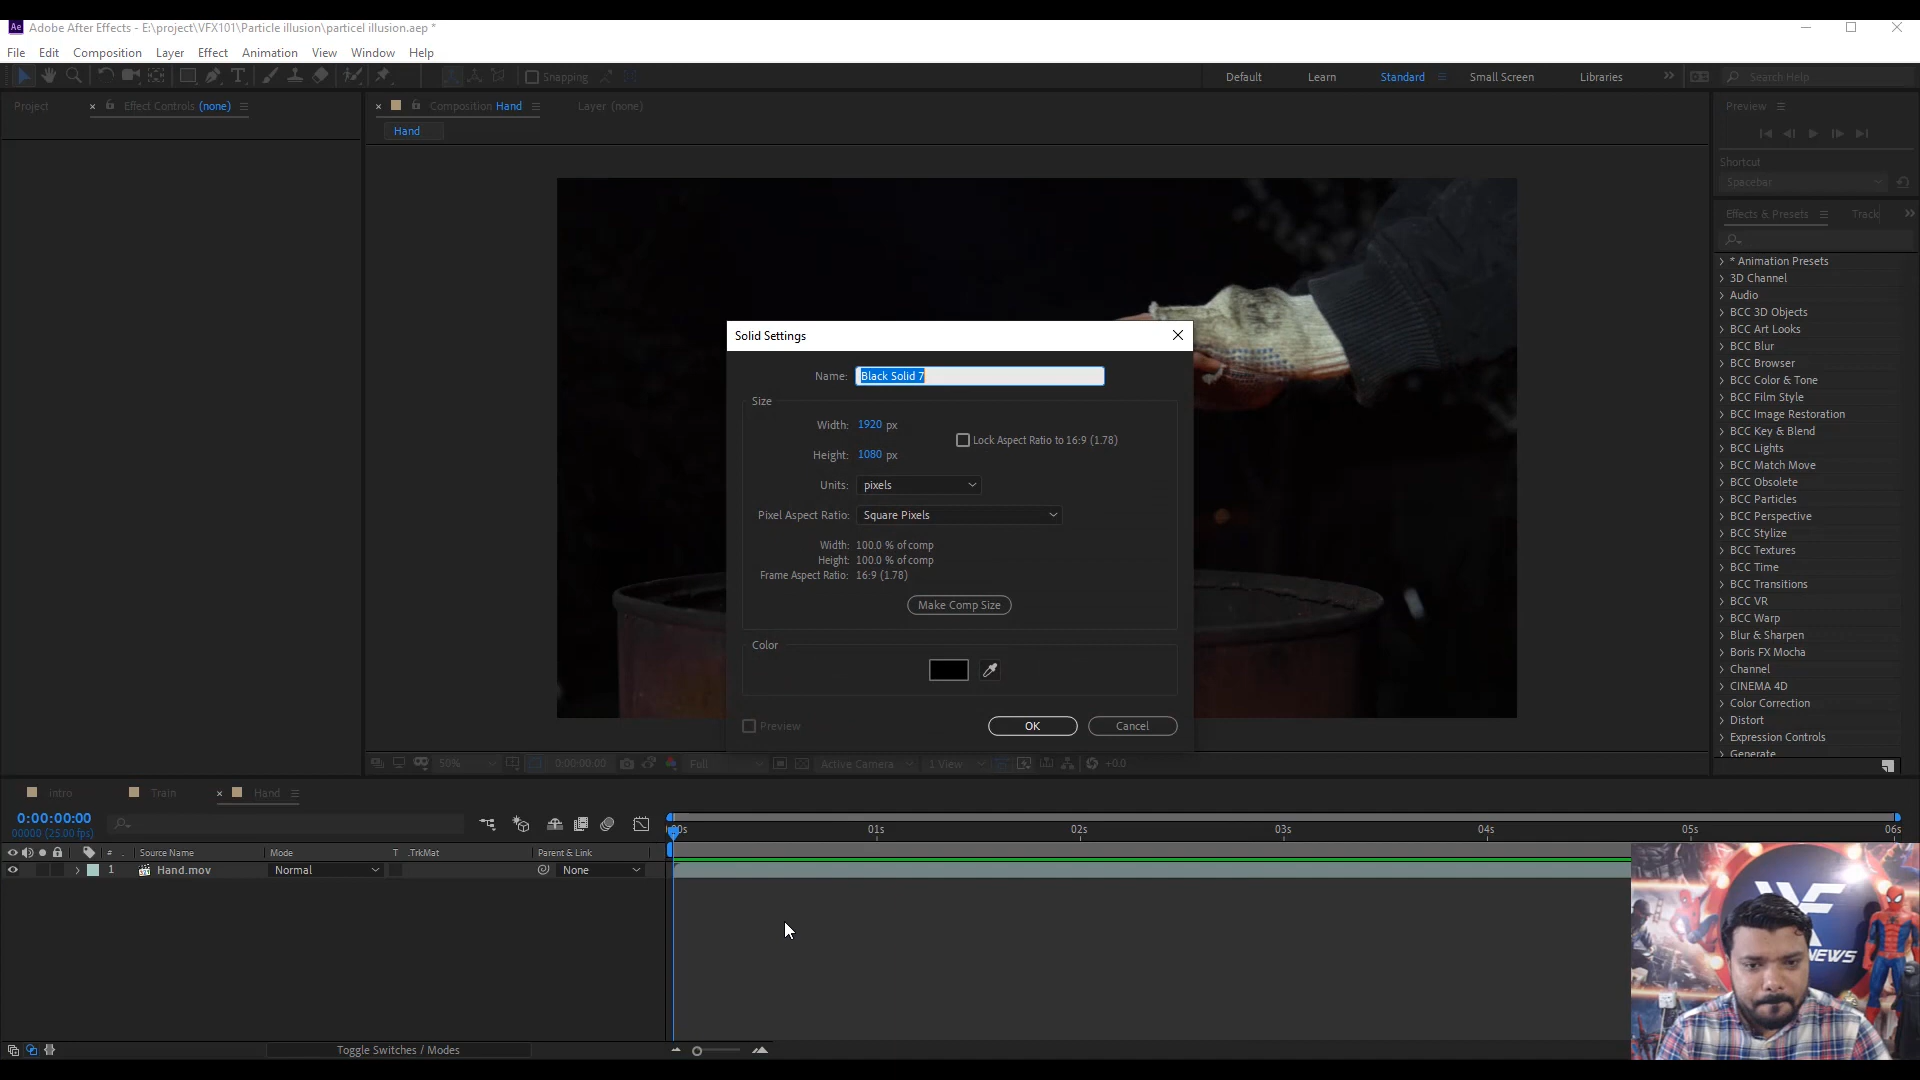 Ae Adobe After Effects - E:\project\VFX101\Particle illusion\particel illusion.aep *
File Edit Composition Layer Effect Animation View Window Help
T Snapping Default Learn Standard Small Screen Libraries Search Help
Project Effect Controls (none) Composition Hand Layer (none) Preview
Hand
Shortcut
Spacebar
Effects & Presets Track
* Animation Presets
3D Channel
Audio
BCC 3D Objects
BCC Art Looks
BCC Blur
BCC Browser
BCC Color & Tone
BCC Film Style
BCC Image Restoration
BCC Key & Blend
BCC Lights
BCC Match Move
BCC Obsolete
BCC Particles
BCC Perspective
BCC Stylize
BCC Textures
BCC Time
BCC Transitions
BCC VR
BCC Warp
Blur & Sharpen
Boris FX Mocha
Channel
CINEMA 4D
Color Correction
Distort
Expression Controls
Generate
Solid Settings
Name: Black Solid 7
Size
Width: 1920 px
Lock Aspect Ratio to 16:9 (1.78)
Height: 1080 px
Units: pixels
Pixel Aspect Ratio: Square Pixels
Width: 100.0 % of comp
Height: 100.0 % of comp
Frame Aspect Ratio: 16:9 (1.78)
Make Comp Size
Color
Preview OK Cancel
50% 0:00:00:00 Full Active Camera 1 View +0.0
intro Train Hand
0:00:00:00
00000 (25.00 fps)
:00s 01s 02s 03s 04s 05s 06s
# Source Name Mode T .TrkMat Parent & Link
1 Hand.mov Normal None
Toggle Switches / Modes
NEWS